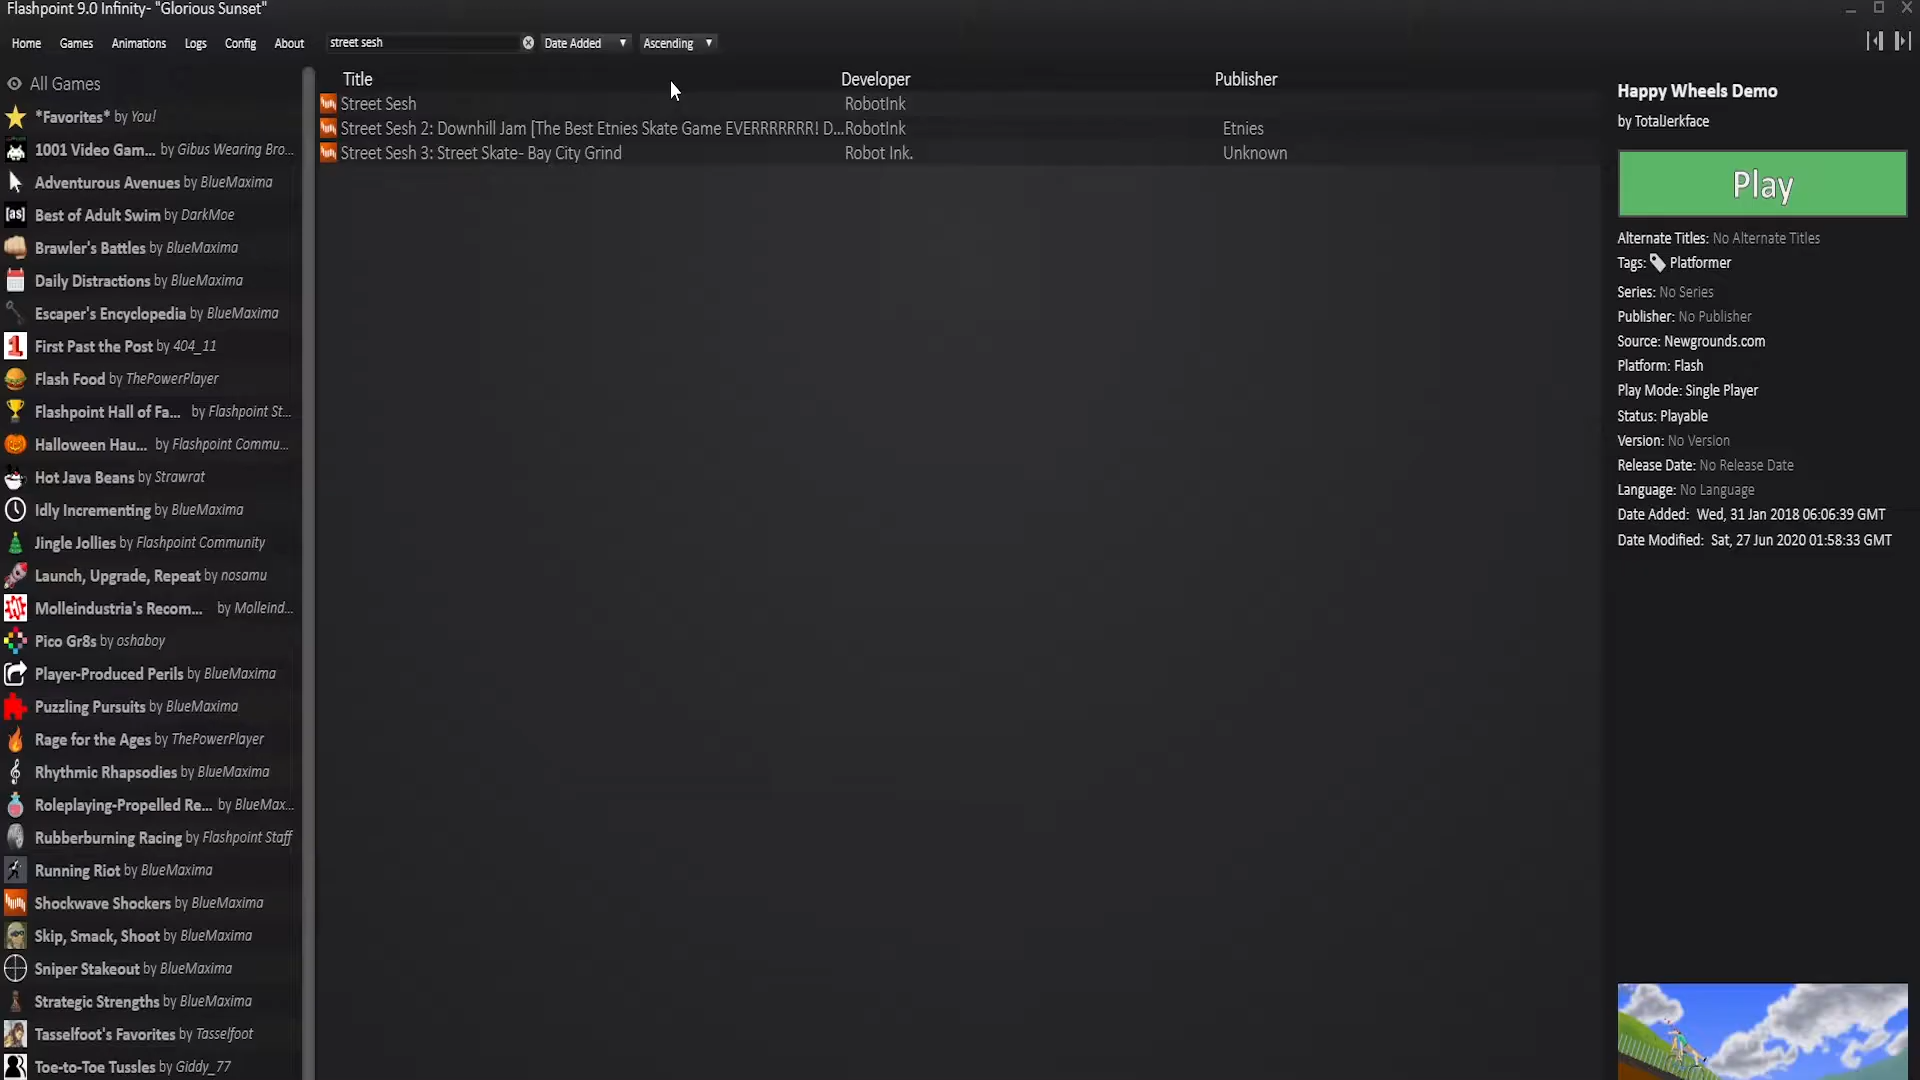 Flashpoint 9.0 Infinity- "Glorious Sunset"
Home Games Animations Logs Config About street sesh Date Added Ascending
All Games
*Favorites* by You!
1001 Video Gam... by Gibus Wearing Bro...
Adventurous Avenues by BlueMaxima
[as] Best of Adult Swim by DarkMoe
Brawler's Battles by BlueMaxima
Daily Distractions by BlueMaxima
Escaper's Encyclopedia by BlueMaxima
1 First Past the Post by 404_11
Flash Food by ThePowerPlayer
Flashpoint Hall of Fa... by Flashpoint St...
Halloween Hau... by Flashpoint Commu...
Hot Java Beans by Strawrat
Idly Incrementing by BlueMaxima
Jingle Jollies by Flashpoint Community
Launch, Upgrade, Repeat by nosamu
Molleindustria's Recom... by Molleind...
Pico Gr8s by oshaboy
Player-Produced Perils by BlueMaxima
Puzzling Pursuits by BlueMaxima
Rage for the Ages by ThePowerPlayer
Rhythmic Rhapsodies by BlueMaxima
Roleplaying-Propelled Re... by BlueMax...
Rubberburning Racing by Flashpoint Staff
Running Riot by BlueMaxima
Shockwave Shockers by BlueMaxima
Skip, Smack, Shoot by BlueMaxima
Sniper Stakeout by BlueMaxima
Strategic Strengths by BlueMaxima
Tasselfoot's Favorites by Tasselfoot
Toe-to-Toe Tussles by Giddy_77
Title Developer Publisher
Street Sesh RobotInk
Street Sesh 2: Downhill Jam [The Best Etnies Skate Game EVERRRRRRR! D... RobotInk Etnies
Street Sesh 3: Street Skate- Bay City Grind Robot Ink. Unknown
Happy Wheels Demo
by TotalJerkface
Play
Alternate Titles: No Alternate Titles
Tags: Platformer
Series: No Series
Publisher: No Publisher
Source: Newgrounds.com
Platform: Flash
Play Mode: Single Player
Status: Playable
Version: No Version
Release Date: No Release Date
Language: No Language
Date Added: Wed, 31 Jan 2018 06:06:39 GMT
Date Modified: Sat, 27 Jun 2020 01:58:33 GMT